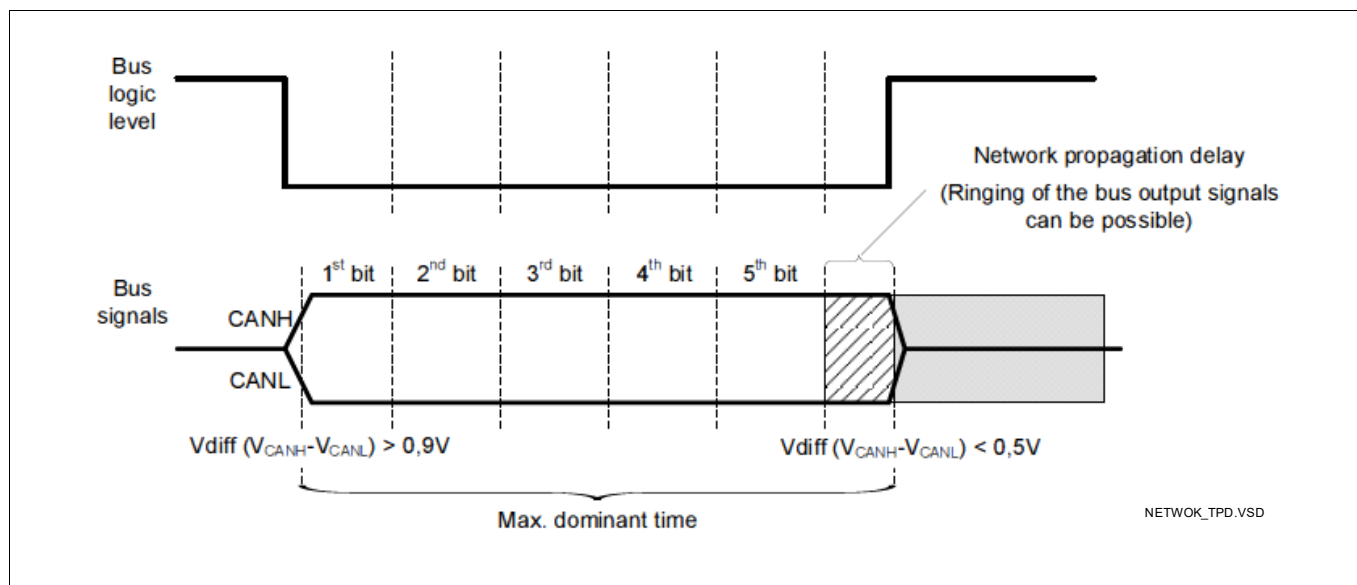 Bus
logic
level
Network propagation delay
(Ringing of the bus output signals
can be possible)
1st bit 2nd bit 3rd bit 4th bit 5th bit
Bus
signals
CANH
CANL
Vdiff (VCANH-VCANL) > 0,9V
Vdiff (VCANH-VCANL) < 0,5V
Max. dominant time
NETWOK_TPD.VSD